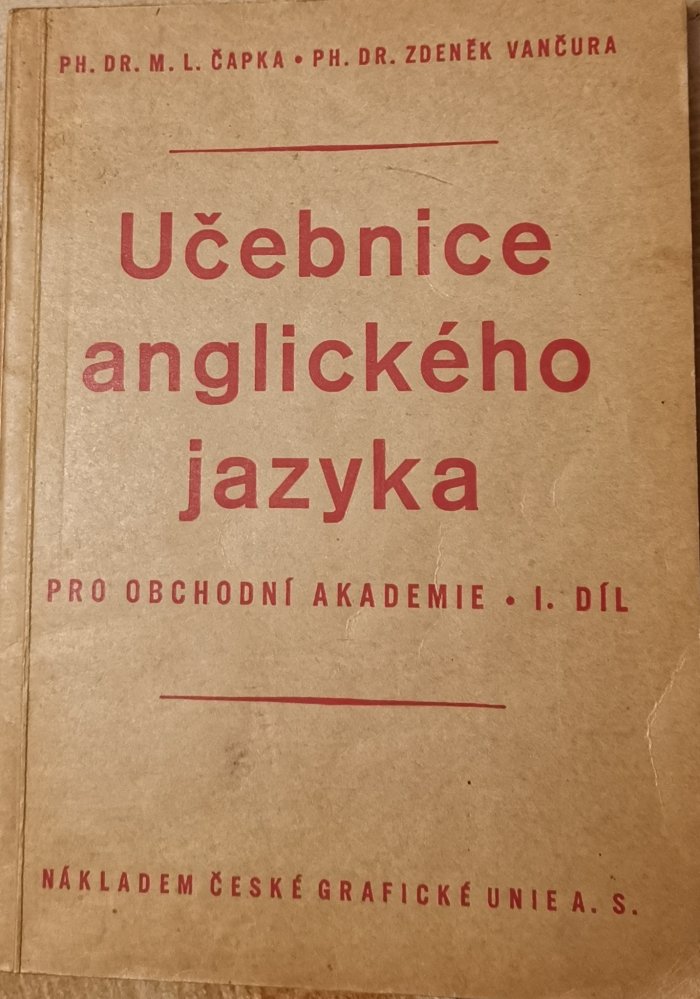 PH. DR. M. L. ČAPKA • PH. DR. ZDENĚK VANČURA
Učebnice
anglického
jazyka
PRO OBCHODNÍ AKADEMIE • I. DÍL
NÁKLADEM ČESKÉ GRAFICKÉ UNIE A. S.